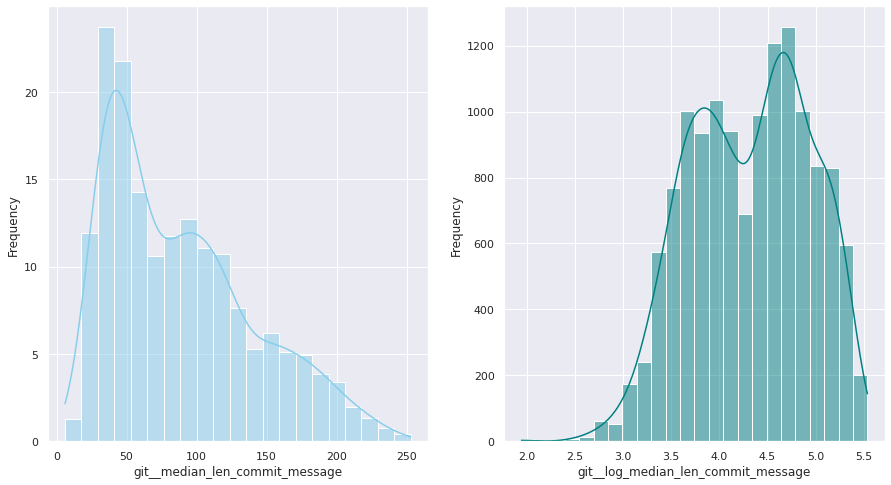 Frequency
20
15
10
5
0
0 50 100 150 200 250
git__median_len_commit_message
Frequency
1200
1000
800
600
400
200
0
2.0 2.5 3.0 3.5 4.0 4.5 5.0 5.5
git__log_median_len_commit_message